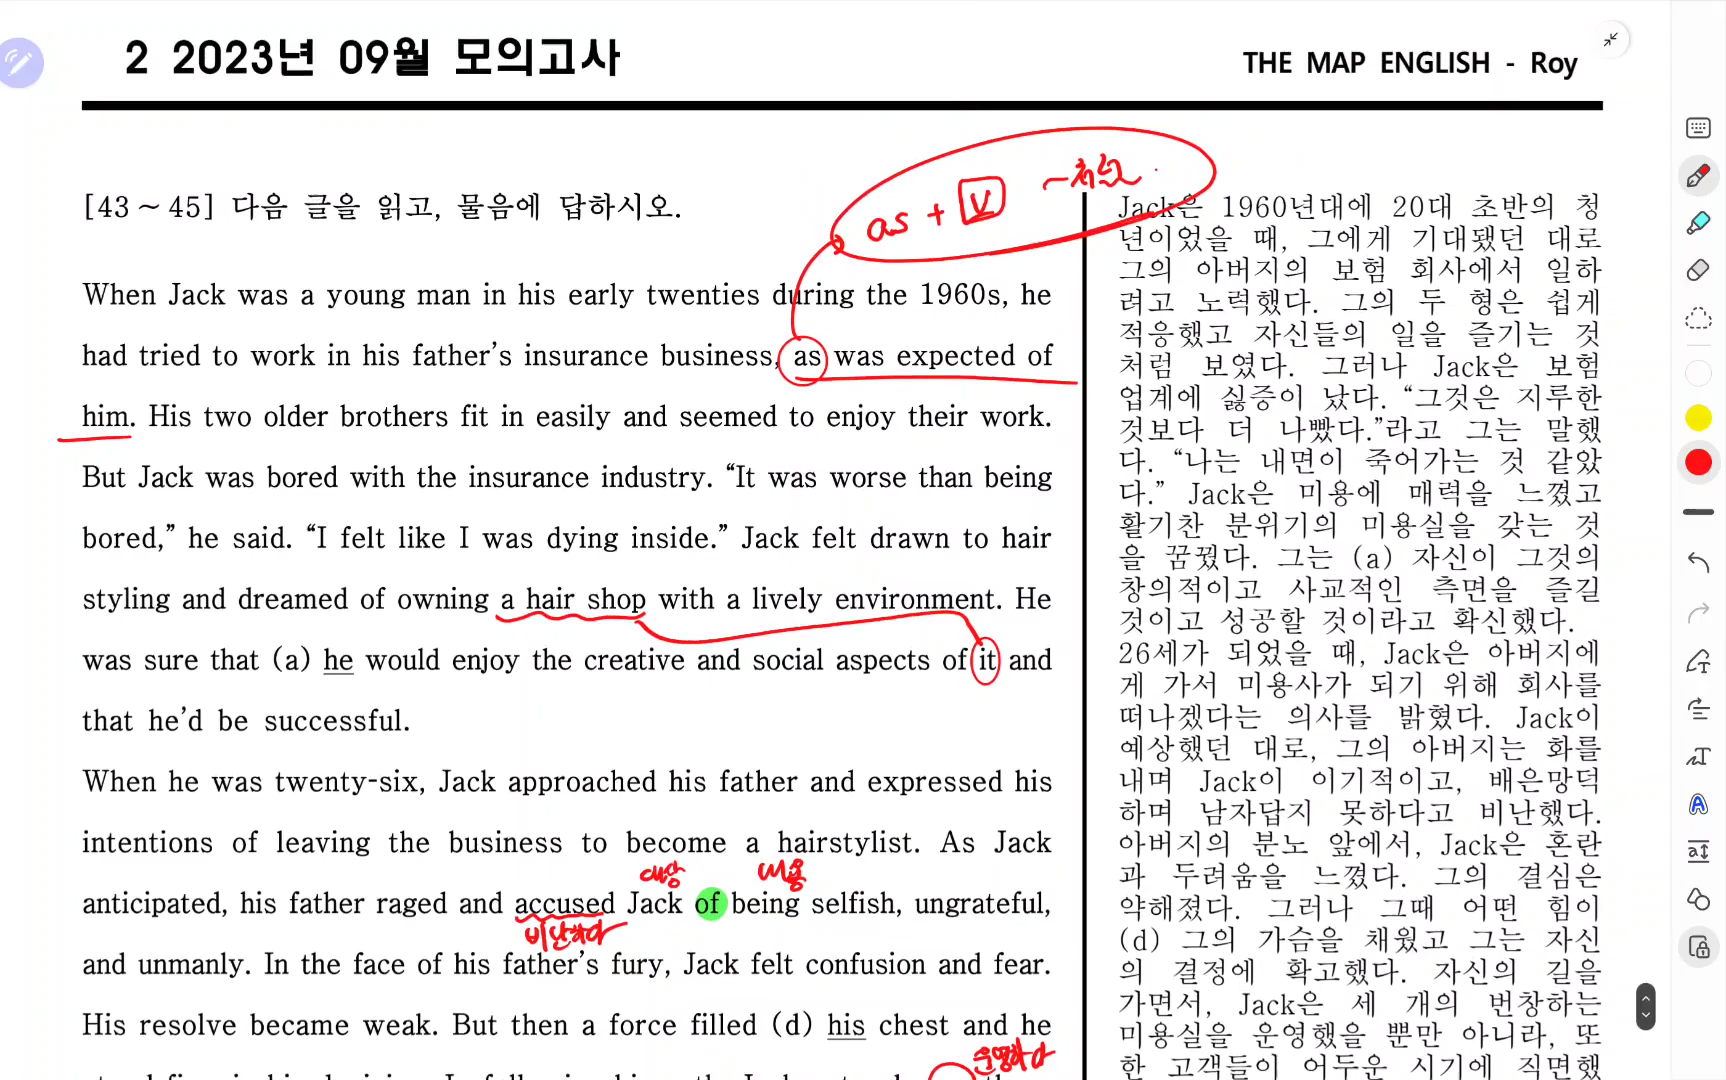 2 2023년 09월 모의고사
THE MAP ENGLISH - Roy
as + V ~처럼
[43 ~ 45] 다음 글을 읽고, 물음에 답하시오.
When Jack was a young man in his early twenties during the 1960s, he
had tried to work in his father's insurance business, as was expected of
him. His two older brothers fit in easily and seemed to enjoy their work.
But Jack was bored with the insurance industry. “It was worse than being
bored,” he said. “I felt like I was dying inside.” Jack felt drawn to hair
styling and dreamed of owning a hair shop with a lively environment. He
was sure that (a) he would enjoy the creative and social aspects of it and
that he'd be successful.
When he was twenty-six, Jack approached his father and expressed his
intentions of leaving the business to become a hairstylist. As Jack
대상 내용
anticipated, his father raged and accused Jack of being selfish, ungrateful,
비난하다
and unmanly. In the face of his father's fury, Jack felt confusion and fear.
His resolve became weak. But then a force filled (d) his chest and he
운영하다
Jack은 1960년대에 20대 초반의 청
년이었을 때, 그에게 기대됐던 대로
그의 아버지의 보험 회사에서 일하
려고 노력했다. 그의 두 형은 쉽게
적응했고 자신들의 일을 즐기는 것
처럼 보였다. 그러나 Jack은 보험
업계에 싫증이 났다. “그것은 지루한
것보다 더 나빴다.”라고 그는 말했
다. “나는 내면이 죽어가는 것 같았
다.” Jack은 미용에 매력을 느꼈고
활기찬 분위기의 미용실을 갖는 것
을 꿈꿨다. 그는 (a) 자신이 그것의
창의적이고 사교적인 측면을 즐길
것이고 성공할 것이라고 확신했다.
26세가 되었을 때, Jack은 아버지에
게 가서 미용사가 되기 위해 회사를
떠나겠다는 의사를 밝혔다. Jack이
예상했던 대로, 그의 아버지는 화를
내며 Jack이 이기적이고, 배은망덕
하며 남자답지 못하다고 비난했다.
아버지의 분노 앞에서, Jack은 혼란
과 두려움을 느꼈다. 그의 결심은
약해졌다. 그러나 그때 어떤 힘이
(d) 그의 가슴을 채웠고 그는 자신
의 결정에 확고했다. 자신의 길을
가면서, Jack은 세 개의 번창하는
미용실을 운영했을 뿐만 아니라, 또
한 고객들이 어두운 시기에 직면했